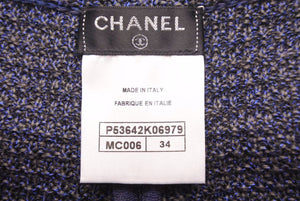 CHANEL
MADE IN ITALY
FABRIQUE EN ITALIE
P53642K06979
MC006 34